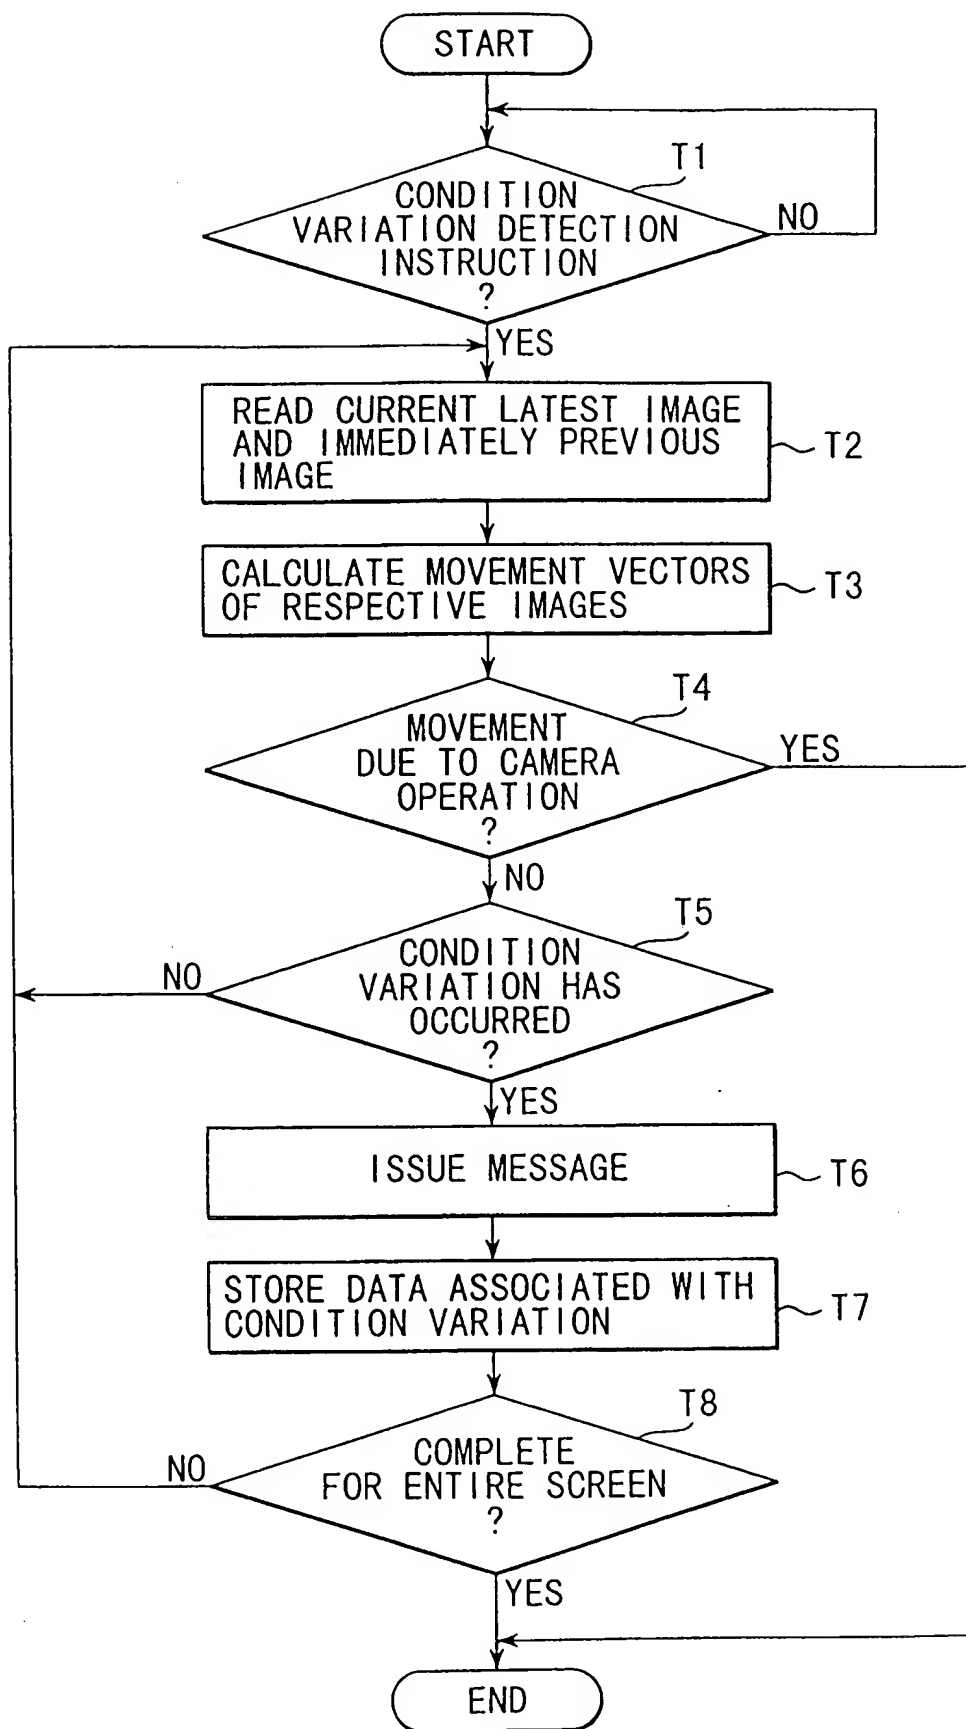 START
T1
CONDITION
VARIATION DETECTION
INSTRUCTION
?
NO
YES
READ CURRENT LATEST IMAGE
AND IMMEDIATELY PREVIOUS
IMAGE
T2
CALCULATE MOVEMENT VECTORS
OF RESPECTIVE IMAGES
T3
T4
MOVEMENT
DUE TO CAMERA
OPERATION
?
YES
NO
T5
CONDITION
VARIATION HAS
OCCURRED
?
NO
YES
ISSUE MESSAGE
T6
STORE DATA ASSOCIATED WITH
CONDITION VARIATION
T7
T8
COMPLETE
FOR ENTIRE SCREEN
?
NO
YES
END